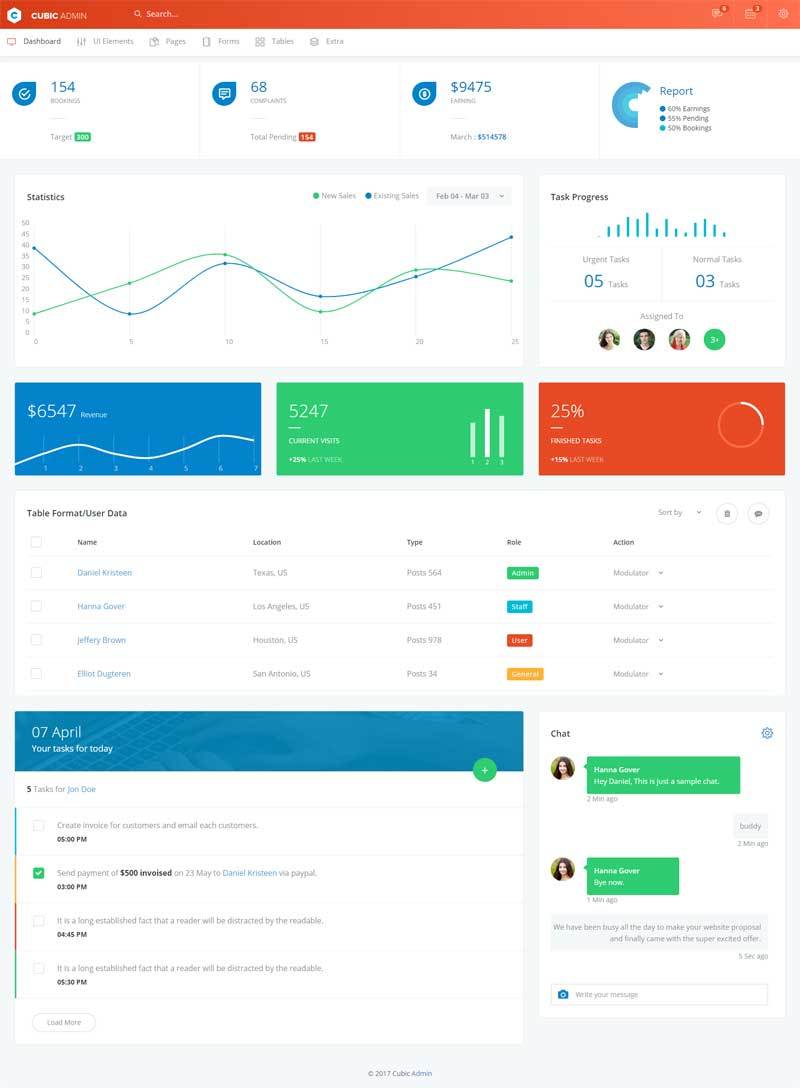 CUBIC ADMIN
Search...
6
3
Dashboard
UI Elements
Pages
Forms
Tables
Extra
154
BOOKINGS
Target 300
68
COMPLAINTS
Total Pending 154
$9475
EARNING
March : $514578
Report
60% Earnings
55% Pending
50% Bookings
Statistics
New Sales
Existing Sales
Feb 04 - Mar 03
50
45
40
35
30
25
20
15
10
5
0
0 5 10 15 20 25
Task Progress
Urgent Tasks
05 Tasks
Normal Tasks
03 Tasks
Assigned To
3+
$6547 Revenue
1 2 3 4 5 6 7
5247
CURRENT VISITS
+25% LAST WEEK
1 2 3
25%
FINISHED TASKS
+15% LAST WEEK
Table Format/User Data
Sort by
Name Location Type Role Action
Daniel Kristeen Texas, US Posts 564 Admin Modulator
Hanna Gover Los Angeles, US Posts 451 Staff Modulator
Jeffery Brown Houston, US Posts 978 User Modulator
Elliot Dugteren San Antonio, US Posts 34 General Modulator
07 April
Your tasks for today
+
5 Tasks for Jon Doe
Create invoice for customers and email each customers.
05:00 PM
Send payment of $500 invoised on 23 May to Daniel Kristeen via paypal.
03:00 PM
It is a long established fact that a reader will be distracted by the readable.
04:45 PM
It is a long established fact that a reader will be distracted by the readable.
05:30 PM
Load More
Chat
Hanna Gover
Hey Daniel, This is just a sample chat.
2 Min ago
buddy
2 Min ago
Hanna Gover
Bye now.
1 Min ago
We have been busy all the day to make your website proposal
and finally came with the super excited offer.
5 Sec ago
Write your message
© 2017 Cubic Admin